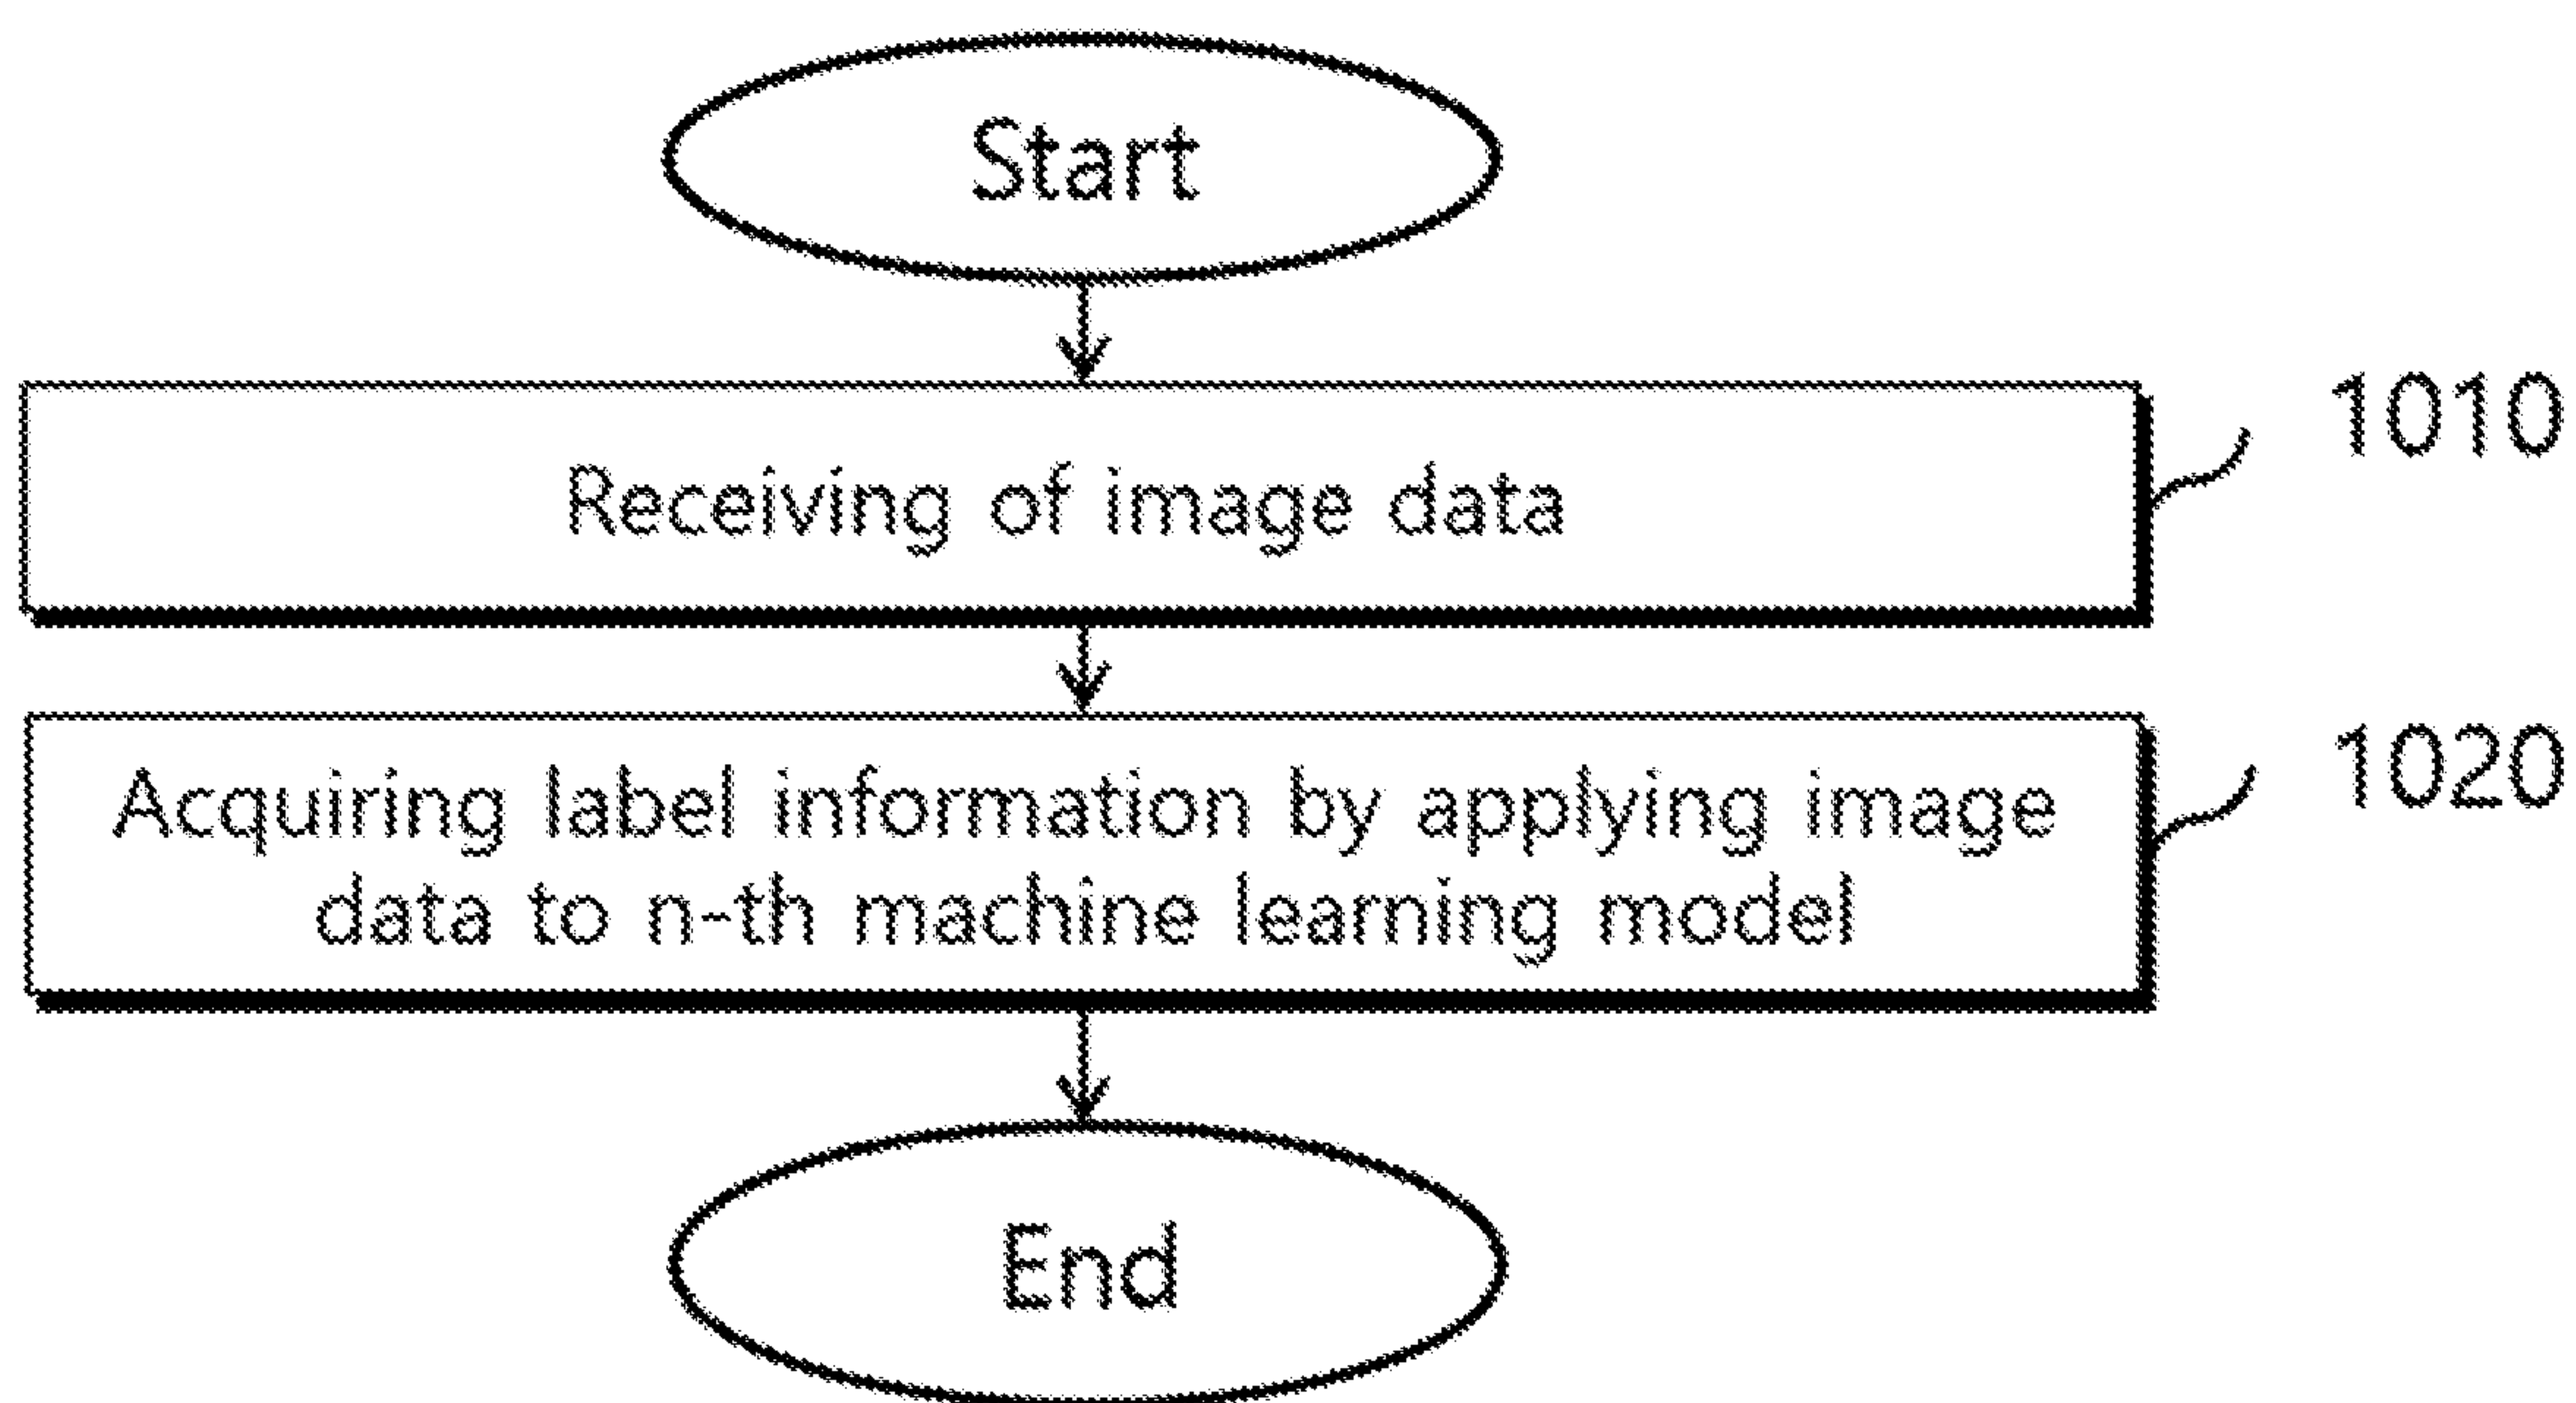 Start
Receiving of image data
1010
Acquiring label information by applying image
data to n-th machine learning model
1020
End